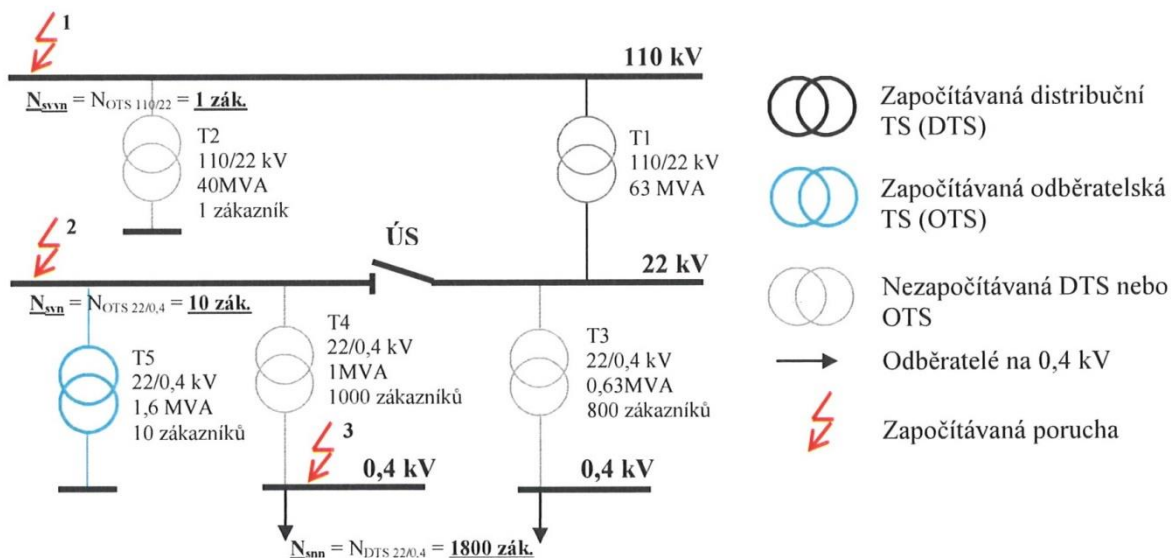 1
110 kV
N_svvn = N_OTS 110/22 = 1 zák.
T2
110/22 kV
40MVA
1 zákazník
T1
110/22 kV
63 MVA
2
ÚS
22 kV
N_svn = N_OTS 22/0,4 = 10 zák.
T5
22/0,4 kV
1,6 MVA
10 zákazníků
T4
22/0,4 kV
1MVA
1000 zákazníků
T3
22/0,4 kV
0,63MVA
800 zákazníků
3
0,4 kV
0,4 kV
N_snn = N_DTS 22/0,4 = 1800 zák.
Započítávaná distribuční
TS (DTS)
Započítávaná odběratelská
TS (OTS)
Nezapočítávaná DTS nebo
OTS
Odběratelé na 0,4 kV
Započítávaná porucha